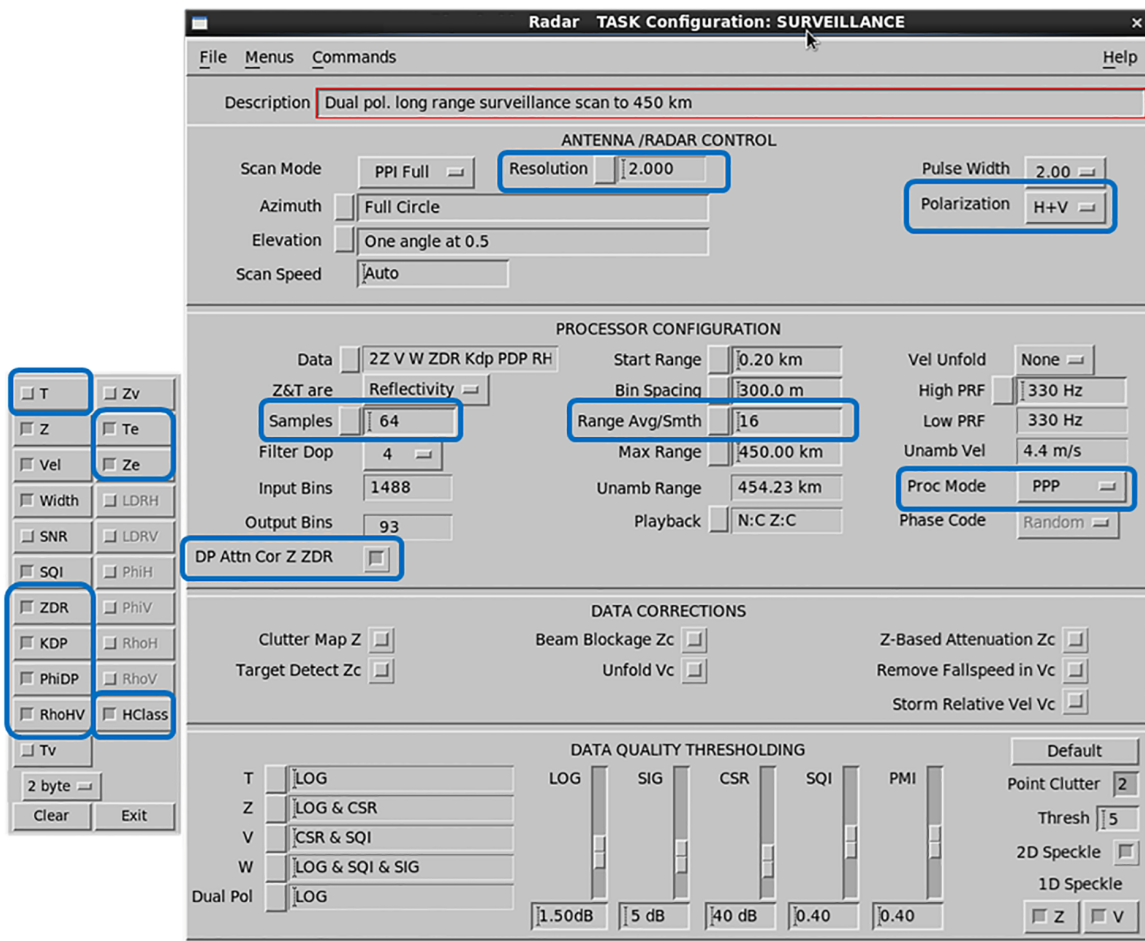 Radar TASK Configuration: SURVEILLANCE ×
File Menus Commands Help
Description Dual pol. long range surveillance scan to 450 km
ANTENNA /RADAR CONTROL
Scan Mode PPI Full Resolution 2.000 Pulse Width 2.00
Azimuth Full Circle Polarization H+V
Elevation One angle at 0.5
Scan Speed Auto
PROCESSOR CONFIGURATION
Data 2Z V W ZDR Kdp PDP RH Start Range 0.20 km Vel Unfold None
Z&T are Reflectivity Bin Spacing 300.0 m High PRF 330 Hz
Samples 64 Range Avg/Smth 16 Low PRF 330 Hz
Filter Dop 4 Max Range 450.00 km Unamb Vel 4.4 m/s
Input Bins 1488 Unamb Range 454.23 km Proc Mode PPP
Output Bins 93 Playback N:C Z:C Phase Code Random
DP Attn Cor Z ZDR
DATA CORRECTIONS
Clutter Map Z Beam Blockage Zc Z-Based Attenuation Zc
Target Detect Zc Unfold Vc Remove Fallspeed in Vc
Storm Relative Vel Vc
DATA QUALITY THRESHOLDING Default
T LOG LOG SIG CSR SQI PMI Point Clutter 2
Z LOG & CSR Thresh 5
V CSR & SQI 2D Speckle
W LOG & SQI & SIG 1D Speckle
Dual Pol LOG 1.50dB 5 dB 40 dB 0.40 0.40 Z V
T Zv
Z Te
Vel Ze
Width LDRH
SNR LDRV
SQI PhiH
ZDR PhiV
KDP RhoH
PhiDP RhoV
RhoHV HClass
Tv
2 byte
Clear Exit